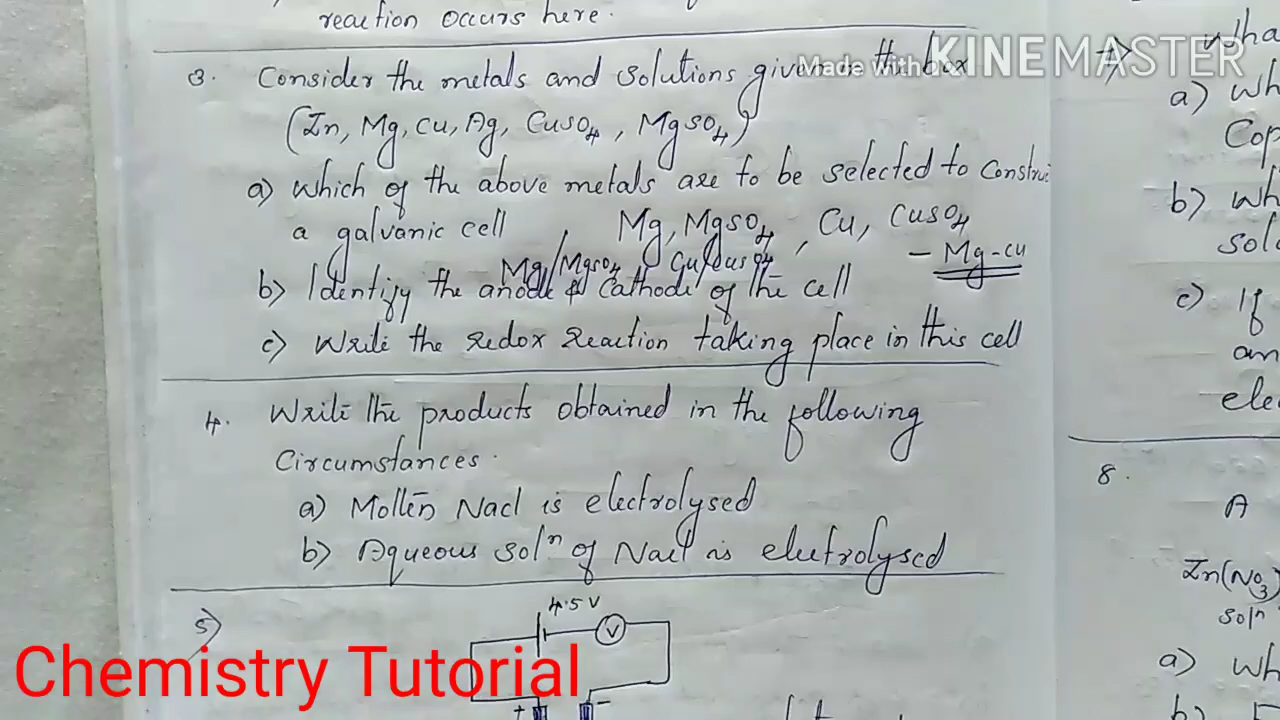 reaction occurs here.
3. Consider the metals and solutions given in the box
(Zn, Mg, Cu, Ag, CuSO4, MgSO4)
a) which of the above metals are to be selected to constru
a galvanic cell Mg, MgSO4, Cu, CuSO4
Mg/MgSO4 Cu/CuSO4 - Mg-Cu
b) Identify the anode & cathode of the cell
c) Write the redox reaction taking place in this cell
4. Write the products obtained in the following
Circumstances.
a) Molten Nacl is electrolysed
b) Aqueous solⁿ of Nacl is electrolysed
5)
4.5 V
V
+ -
wha
a) Wh
Cop
b) Wh
sol
c) If
an
ele
8.
A
Zn(NO3)
solⁿ
a) Wh
b)
Made with KINEMASTER
Chemistry Tutorial